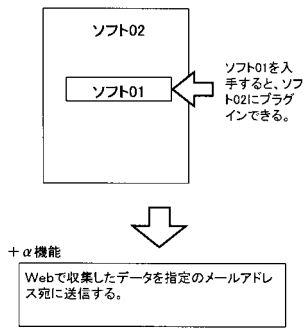 ソフト02
ソフト01
ソフト01を入
手すると、ソフ
ト02にプラグ
インできる。
+α機能
Webで収集したデータを指定のメールアドレ
ス宛に送信する。